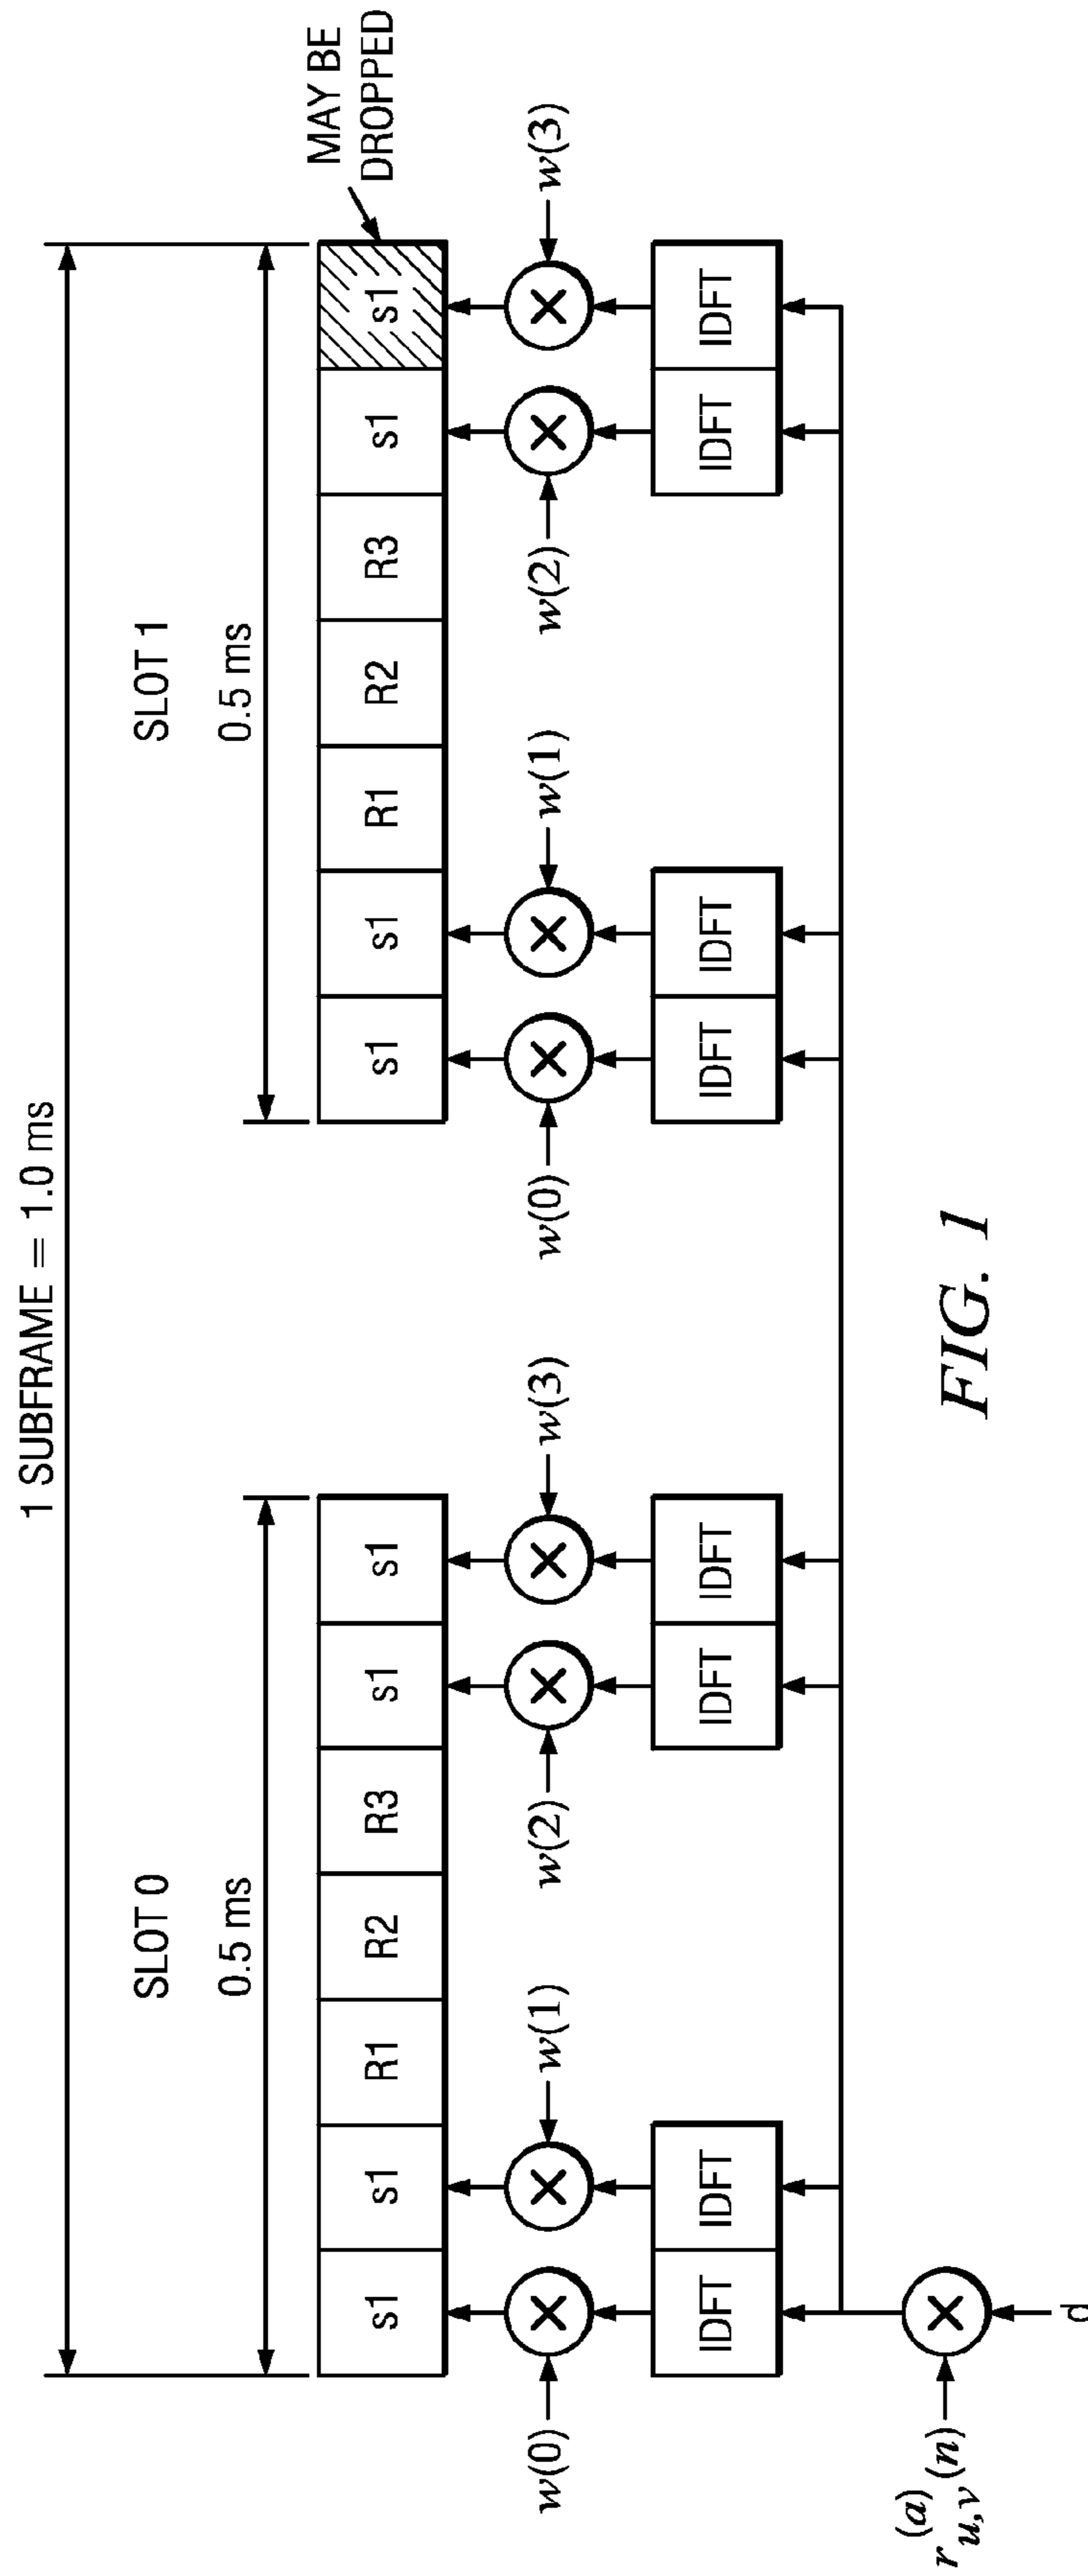 1 SUBFRAME = 1.0 ms
SLOT 0
SLOT 1
0.5 ms
0.5 ms
MAY BE
DROPPED
s1 s1 R1 R2 R3 s1 s1
s1 s1 R1 R2 R3 s1 s1
w(0) w(1) w(2) w(3)
w(0) w(1) w(2) w(3)
IDFT IDFT IDFT IDFT
IDFT IDFT IDFT IDFT
r_{u,v}^{(a)}(n)
d
FIG. 1